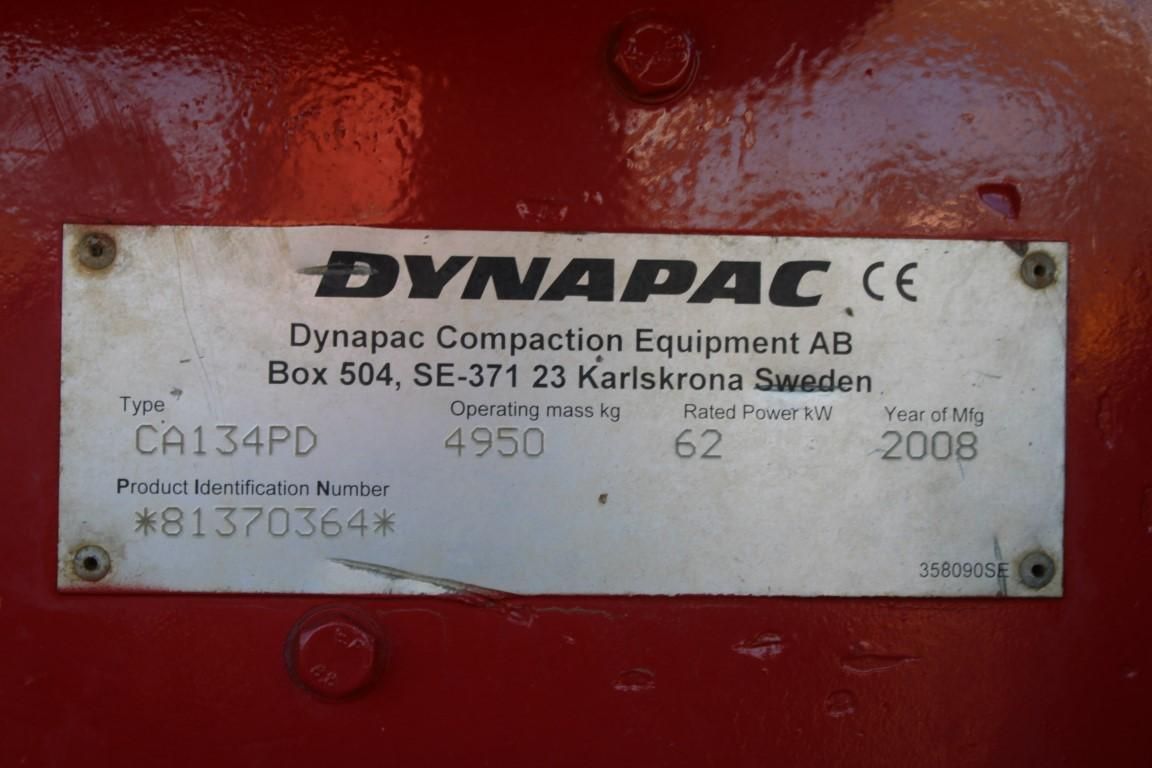 DYNAPAC CE
Dynapac Compaction Equipment AB
Box 504, SE-371 23 Karlskrona Sweden
Type Operating mass kg Rated Power kW Year of Mfg
CA134PD 4950 62 2008
Product Identification Number
*81370364*
358090SE